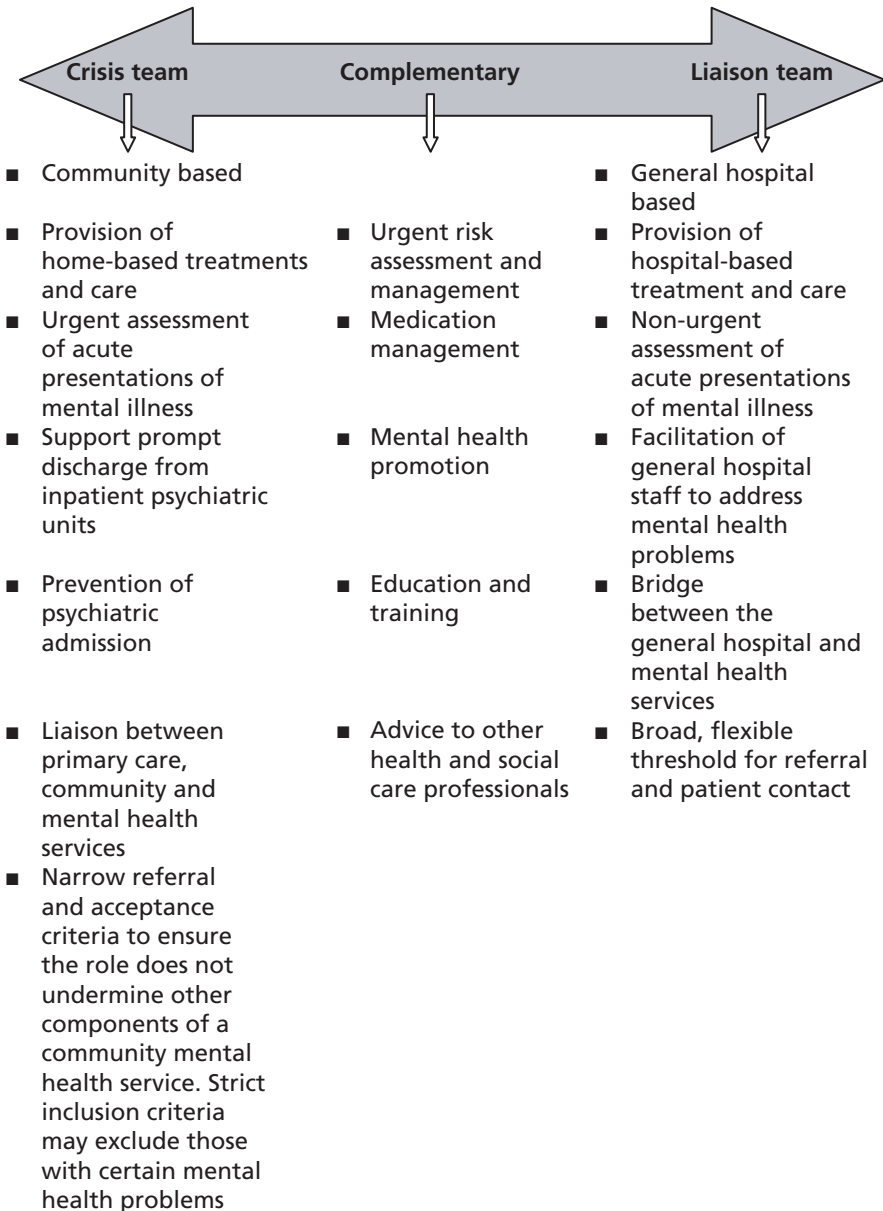 Crisis team
Complementary
Liaison team
■ Community based
■ Provision of
home-based treatments
and care
■ Urgent assessment
of acute
presentations of
mental illness
■ Support prompt
discharge from
inpatient psychiatric
units
■ Prevention of
psychiatric
admission
■ Liaison between
primary care,
community and
mental health
services
■ Narrow referral
and acceptance
criteria to ensure
the role does not
undermine other
components of a
community mental
health service. Strict
inclusion criteria
may exclude those
with certain mental
health problems
■ Urgent risk
assessment and
management
■ Medication
management
■ Mental health
promotion
■ Education and
training
■ Advice to other
health and social
care professionals
■ General hospital
based
■ Provision of
hospital-based
treatment and care
■ Non-urgent
assessment of
acute presentations
of mental illness
■ Facilitation of
general hospital
staff to address
mental health
problems
■ Bridge
between the
general hospital and
mental health
services
■ Broad, flexible
threshold for referral
and patient contact